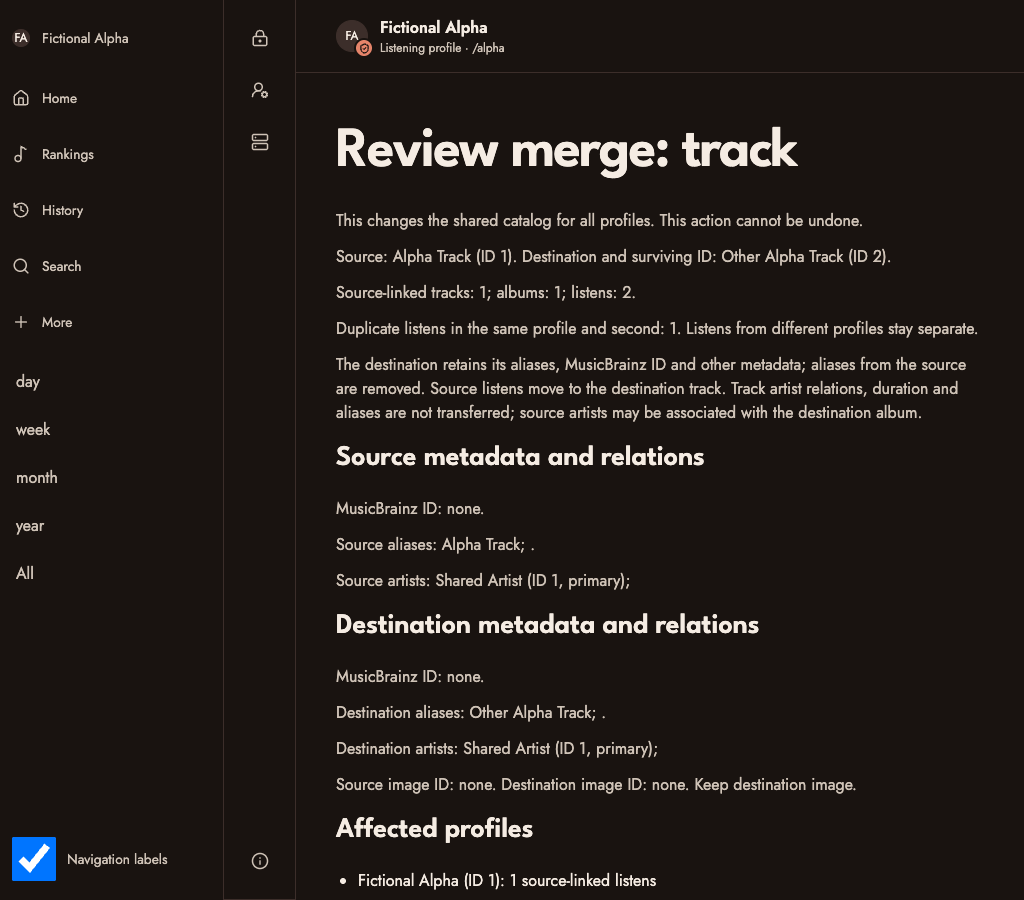 FA Fictional Alpha
Home
Rankings
History
Search
More
day
week
month
year
All
Navigation labels
FA
Fictional Alpha
Listening profile · /alpha
Review merge: track
This changes the shared catalog for all profiles. This action cannot be undone.
Source: Alpha Track (ID 1). Destination and surviving ID: Other Alpha Track (ID 2).
Source-linked tracks: 1; albums: 1; listens: 2.
Duplicate listens in the same profile and second: 1. Listens from different profiles stay separate.
The destination retains its aliases, MusicBrainz ID and other metadata; aliases from the source
are removed. Source listens move to the destination track. Track artist relations, duration and
aliases are not transferred; source artists may be associated with the destination album.
Source metadata and relations
MusicBrainz ID: none.
Source aliases: Alpha Track; .
Source artists: Shared Artist (ID 1, primary);
Destination metadata and relations
MusicBrainz ID: none.
Destination aliases: Other Alpha Track; .
Destination artists: Shared Artist (ID 1, primary);
Source image ID: none. Destination image ID: none. Keep destination image.
Affected profiles
• Fictional Alpha (ID 1): 1 source-linked listens